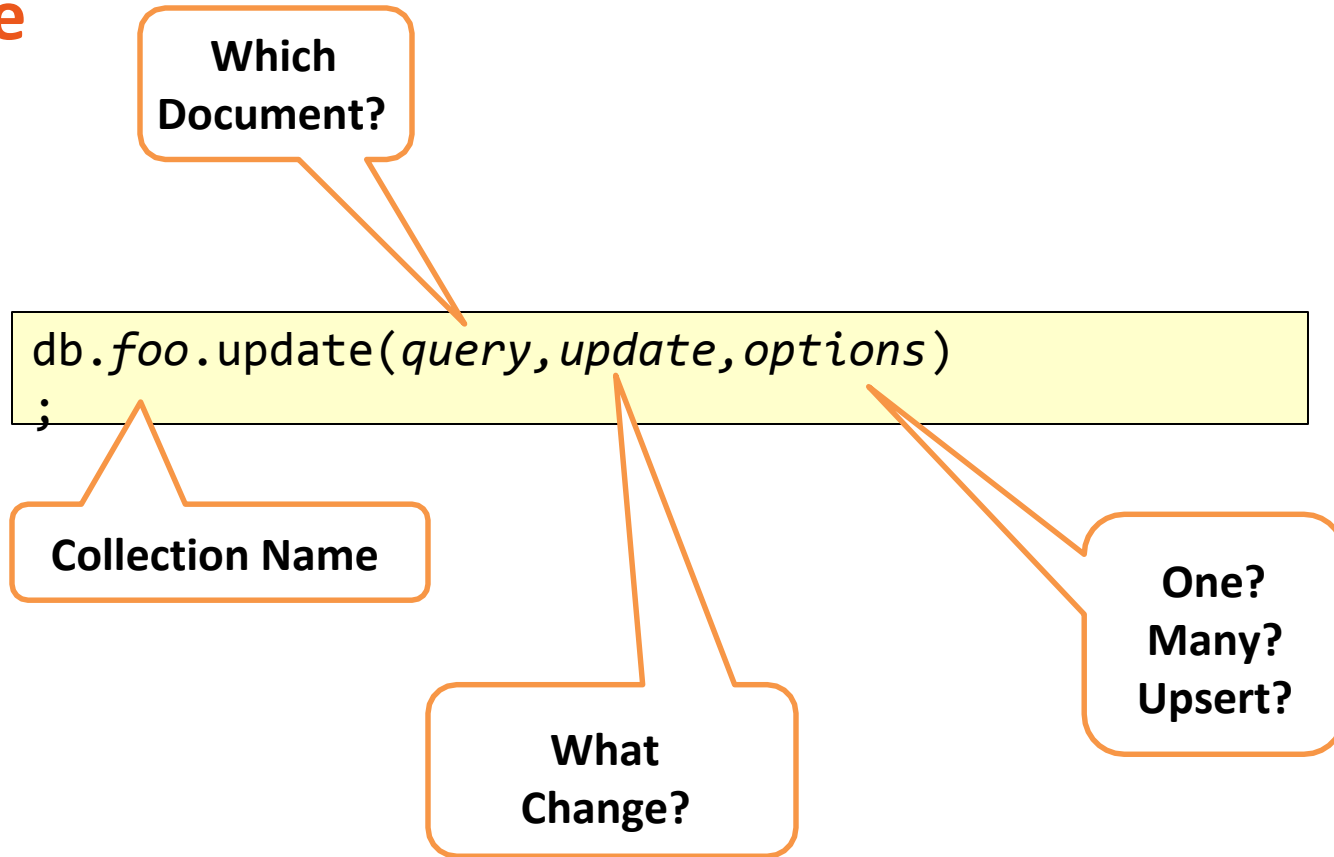 e
Which
Document?
db.foo.update(query,update,options)
;
Collection Name
One?
Many?
Upsert?
What
Change?